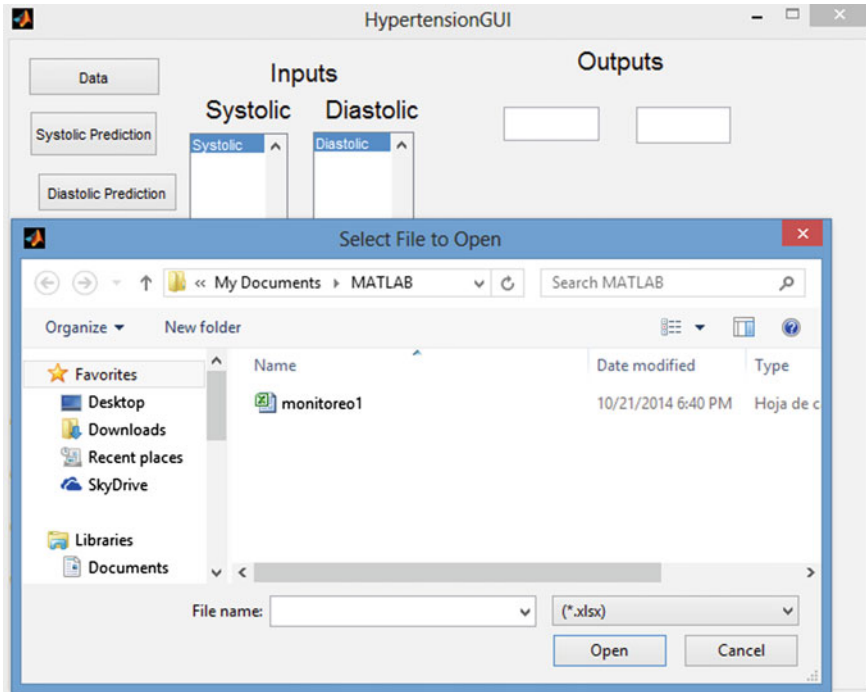 HypertensionGUI
Data
Inputs
Outputs
Systolic Diastolic
Systolic Prediction
Systolic
Diastolic
Diastolic Prediction
Select File to Open
« My Documents MATLAB
Search MATLAB
Organize
New folder
Favorites
Desktop
Downloads
Recent places
SkyDrive
Libraries
Documents
Name
Date modified
Type
monitoreo1
10/21/2014 6:40 PM
Hoja de c
File name:
(*.xlsx)
Open
Cancel